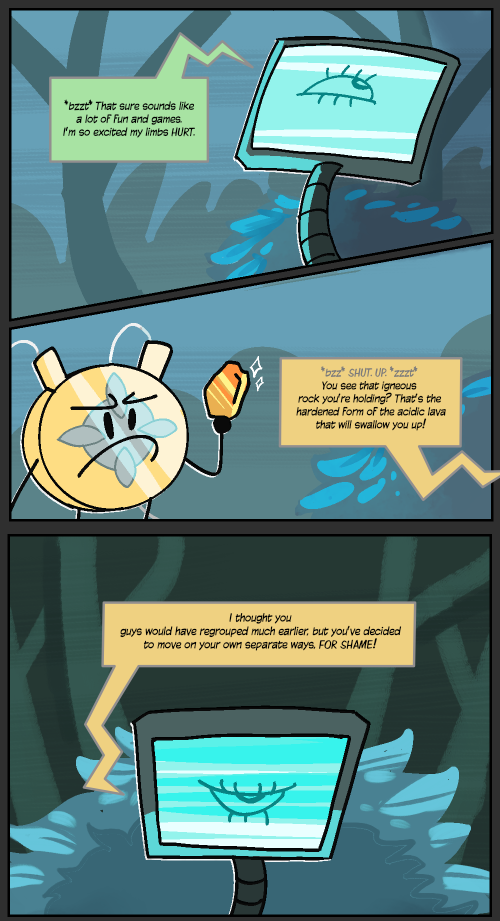 *bzzt* That sure sounds like
a lot of fun and games.
I'm so excited my limbs HURT.
*bzz* SHUT. UP. *zzzt*
You see that igneous
rock you're holding? That's the
hardened form of the acidic lava
that will swallow you up!
I thought you
guys would have regrouped much earlier, but you've decided
to move on your own separate ways, FOR SHAME!